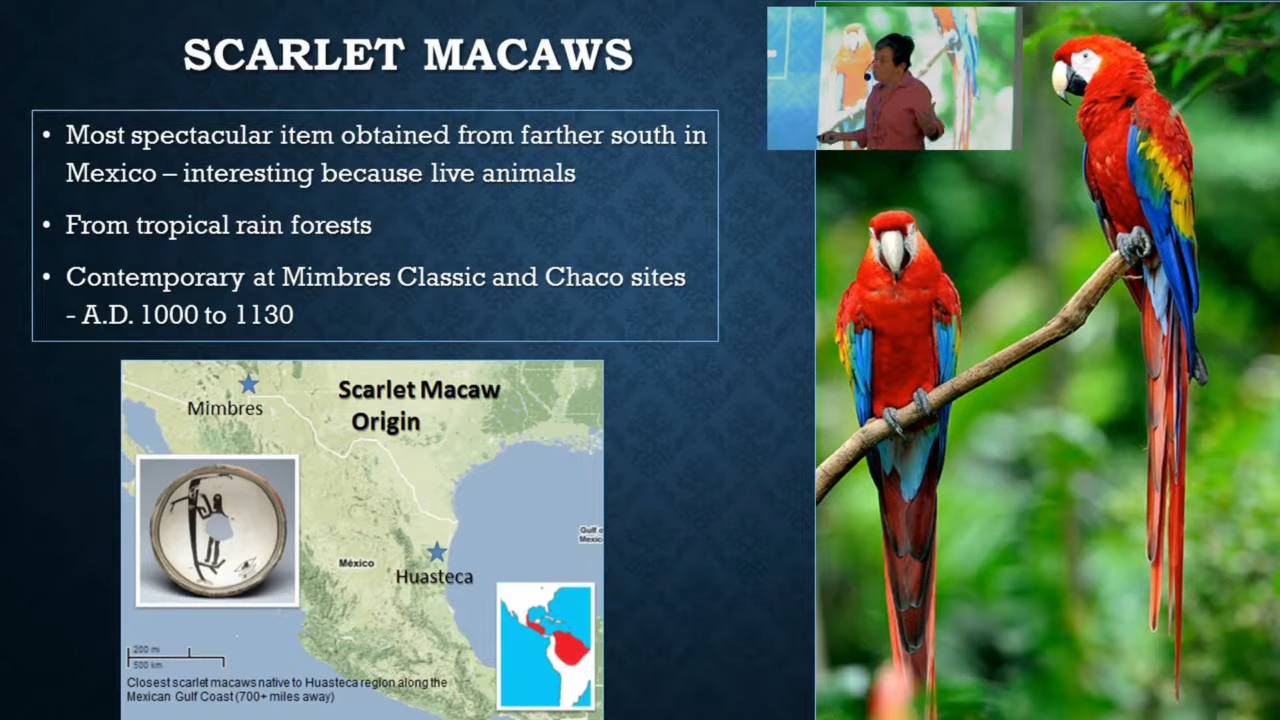 SCARLET MACAWS
• Most spectacular item obtained from farther south in
Mexico – interesting because live animals
• From tropical rain forests
• Contemporary at Mimbres Classic and Chaco sites
- A.D. 1000 to 1130
Scarlet Macaw
Origin
Mimbres
Gulf o
Mexic
México
Huasteca
200 mi
500 km
Closest scarlet macaws native to Huasteca region along the
Mexican Gulf Coast (700+ miles away)